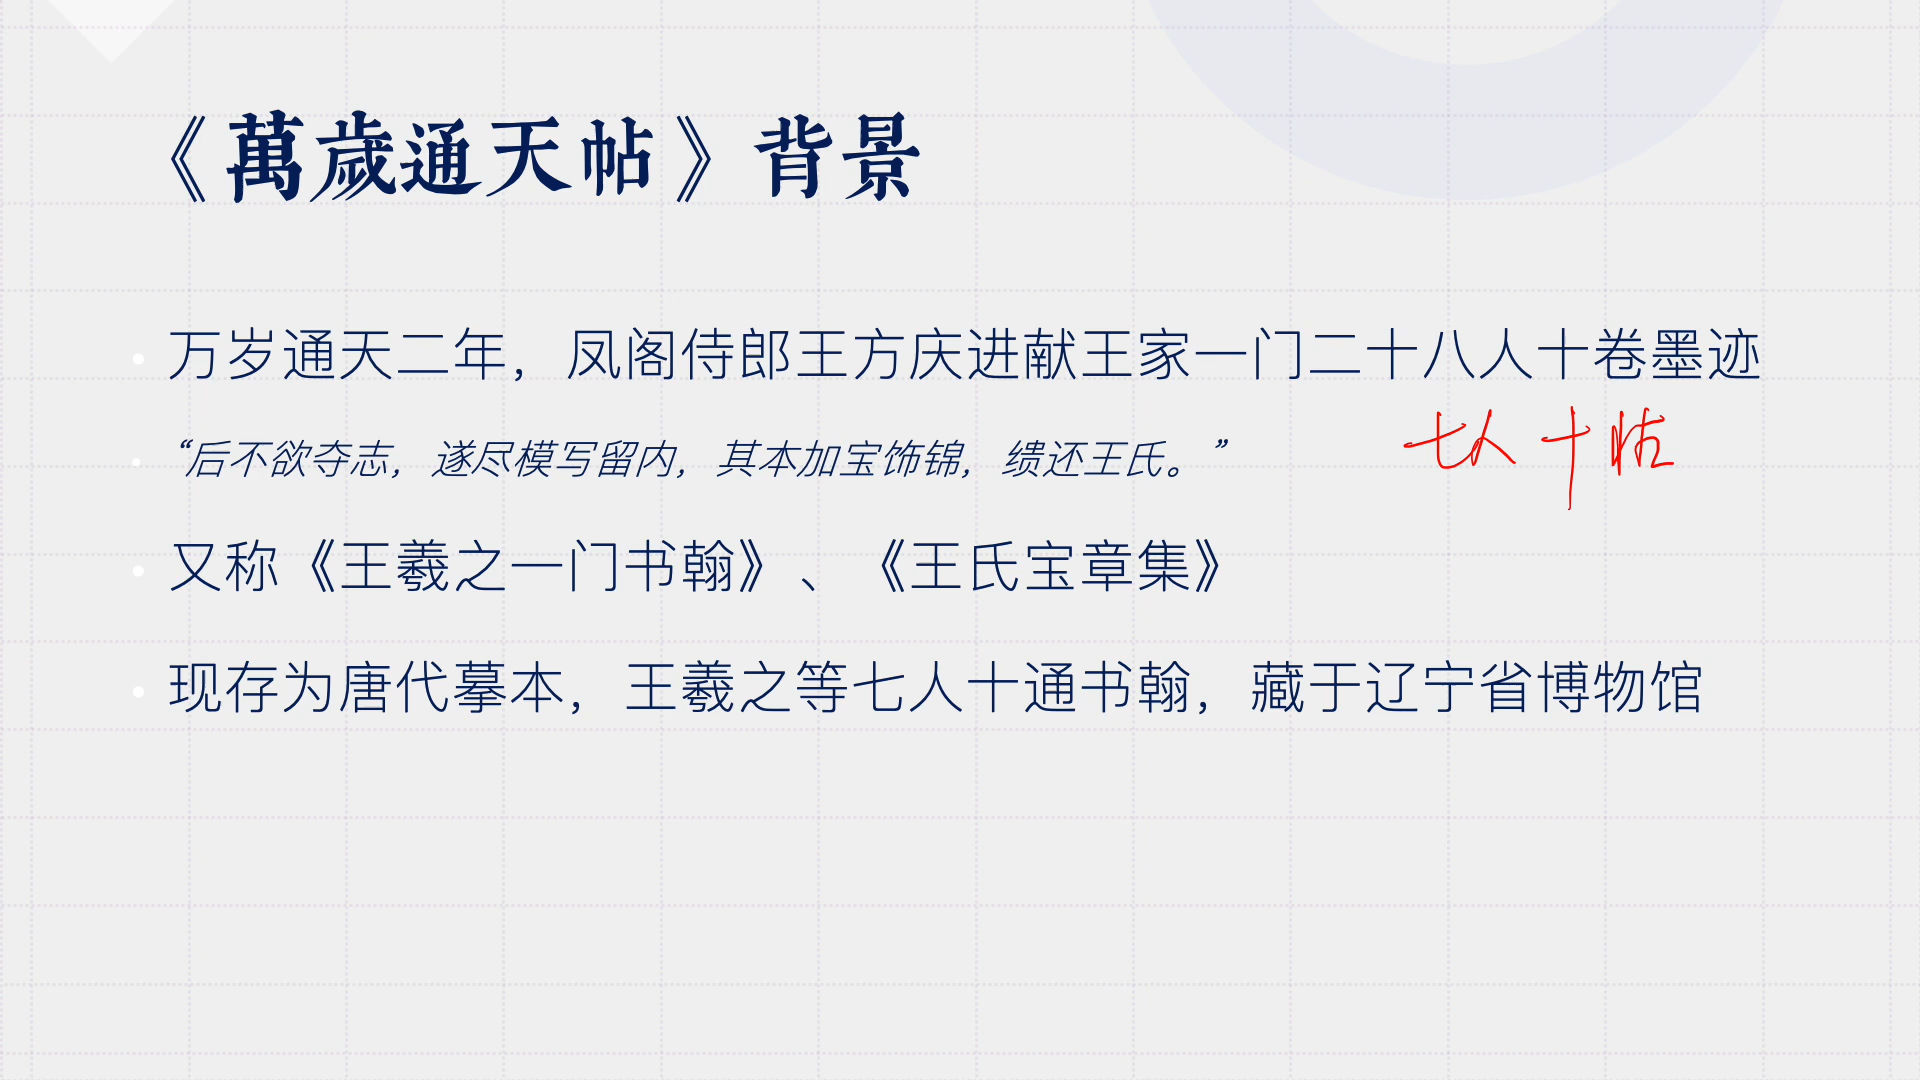 《萬歲通天帖》背景
万岁通天二年，凤阁侍郎王方庆进献王家一门二十八人十卷墨迹
七人十帖
“后不欲夺志，遂尽模写留内，其本加宝饰锦，缋还王氏。”
又称《王羲之一门书翰》、《王氏宝章集》
现存为唐代摹本，王羲之等七人十通书翰，藏于辽宁省博物馆